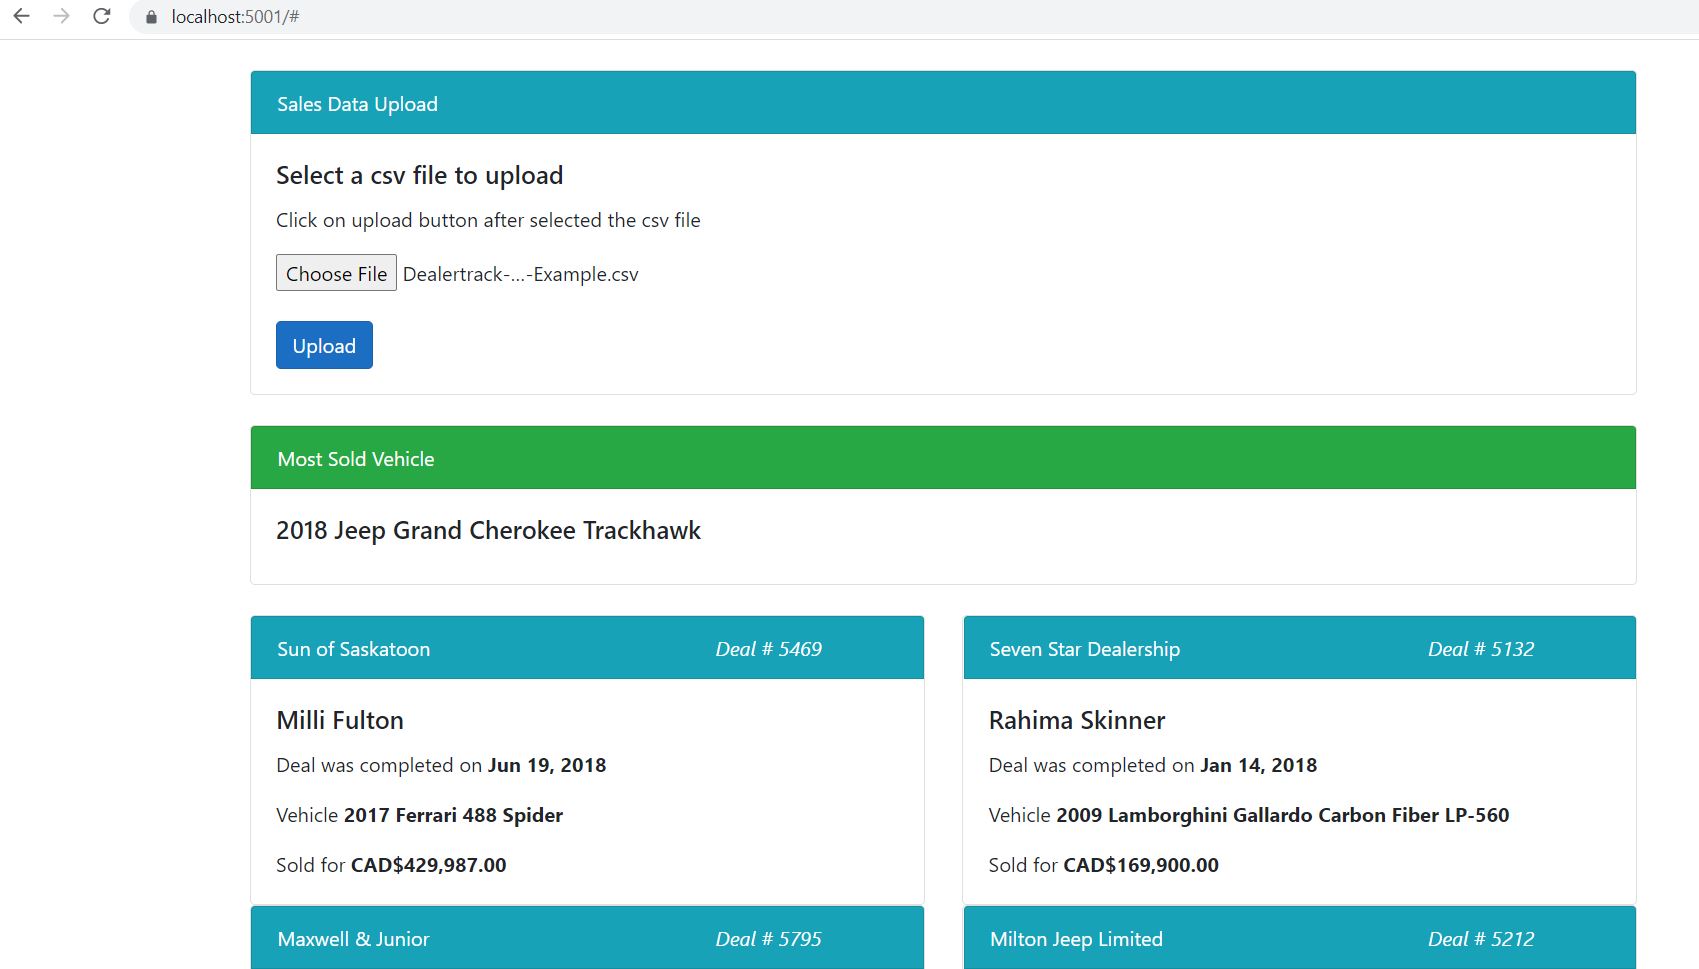 localhost:5001/#
Sales Data Upload
Select a csv file to upload
Click on upload button after selected the csv file
Choose File Dealertrack-...-Example.csv
Upload
Most Sold Vehicle
2018 Jeep Grand Cherokee Trackhawk
Sun of Saskatoon Deal # 5469
Milli Fulton
Deal was completed on Jun 19, 2018
Vehicle 2017 Ferrari 488 Spider
Sold for CAD$429,987.00
Seven Star Dealership Deal # 5132
Rahima Skinner
Deal was completed on Jan 14, 2018
Vehicle 2009 Lamborghini Gallardo Carbon Fiber LP-560
Sold for CAD$169,900.00
Maxwell & Junior Deal # 5795
Milton Jeep Limited Deal # 5212